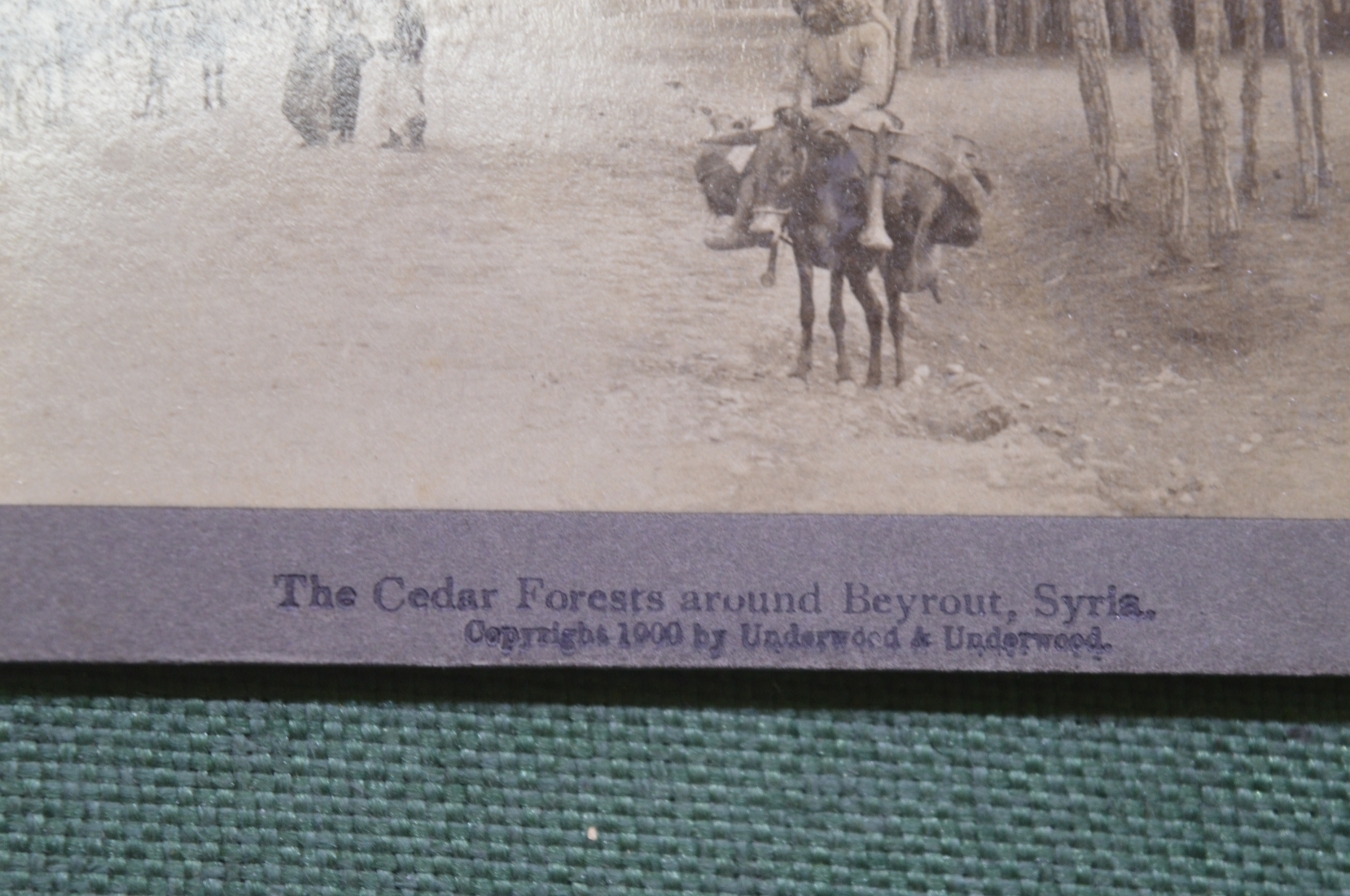 The Cedar Forests around Beyrout, Syria.
Copyright 1900 by Underwood & Underwood.